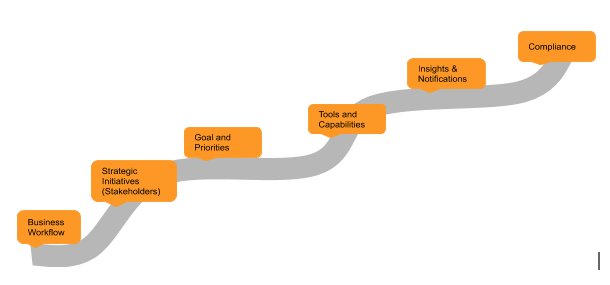 Compliance
Insights &
Notifications
Tools and
Capabilities
Goal and
Priorities
Strategic
Initiatives
(Stakeholders)
Business
Workflow